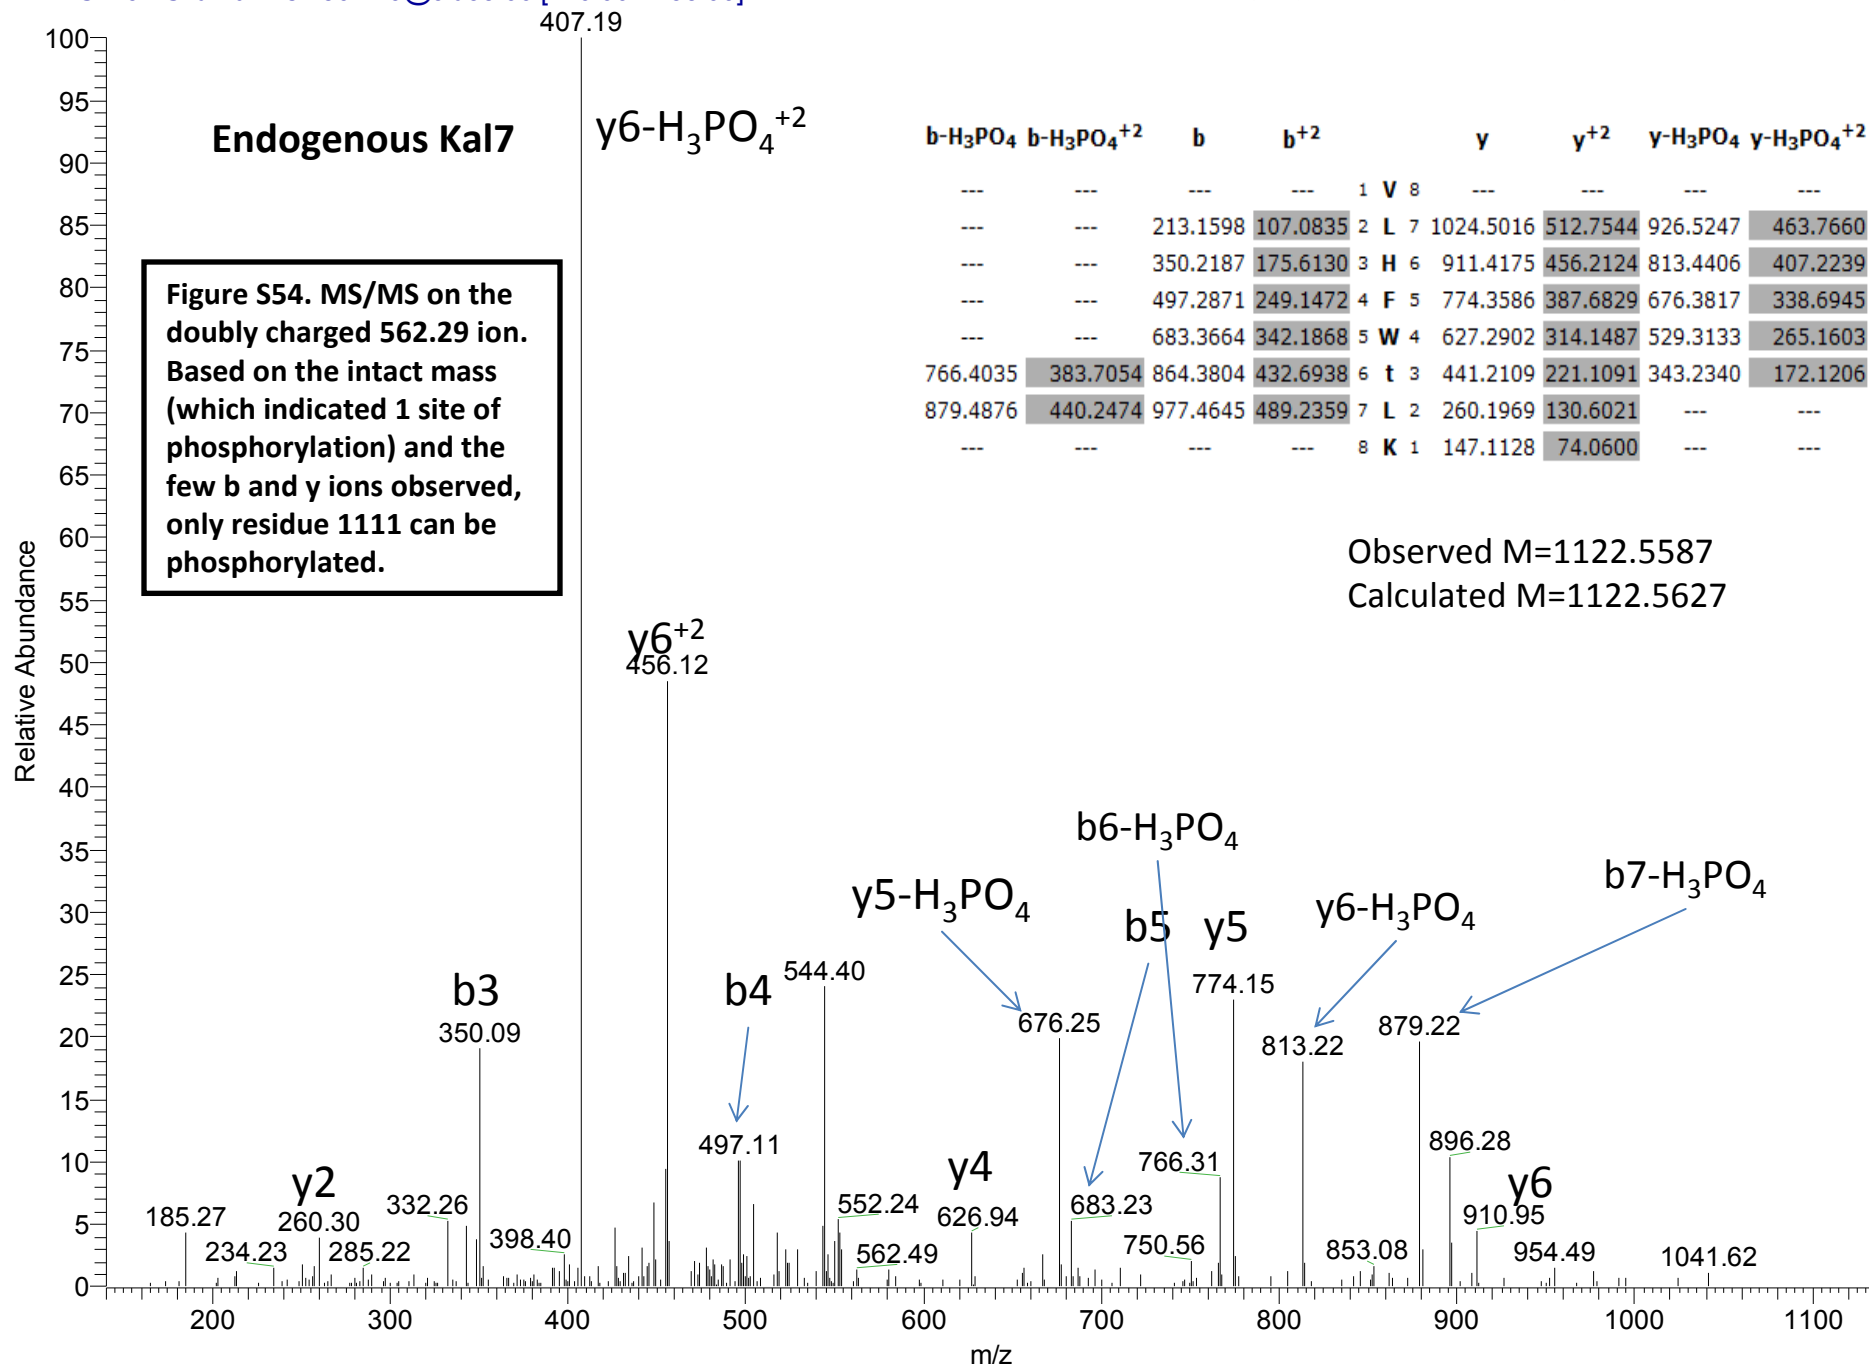 407.19
y6-H₃PO₄⁺²
Endogenous Kal7
Figure S54. MS/MS on the
doubly charged 562.29 ion.
Based on the intact mass
(which indicated 1 site of
phosphorylation) and the
few b and y ions observed,
only residue 1111 can be
phosphorylated.
b-H₃PO₄ b-H₃PO₄⁺² b b⁺² y y⁺² y-H₃PO₄ y-H₃PO₄⁺²
--- --- --- --- 1 V 8 --- --- --- ---
--- --- 213.1598 107.0835 2 L 7 1024.5016 512.7544 926.5247 463.7660
--- --- 350.2187 175.6130 3 H 6 911.4175 456.2124 813.4406 407.2239
--- --- 497.2871 249.1472 4 F 5 774.3586 387.6829 676.3817 338.6945
--- --- 683.3664 342.1868 5 W 4 627.2902 314.1487 529.3133 265.1603
766.4035 383.7054 864.3804 432.6938 6 t 3 441.2109 221.1091 343.2340 172.1206
879.4876 440.2474 977.4645 489.2359 7 L 2 260.1969 130.6021 --- ---
--- --- --- --- 8 K 1 147.1128 74.0600 --- ---
Observed M=1122.5587
Calculated M=1122.5627
y6⁺²
456.12
b6-H₃PO₄
b7-H₃PO₄
y5-H₃PO₄
y6-H₃PO₄
b5
y5
b3
b4
544.40
774.15
350.09
676.25
813.22
879.22
497.11
766.31
896.28
y2
y4
y6
185.27
260.30
332.26
552.24
626.94
683.23
910.95
234.23
285.22
398.40
562.49
750.56
853.08
954.49
1041.62
Relative Abundance
100
95
90
85
80
75
70
65
60
55
50
45
40
35
30
25
20
15
10
5
0
200 300 400 500 600 700 800 900 1000 1100
m/z